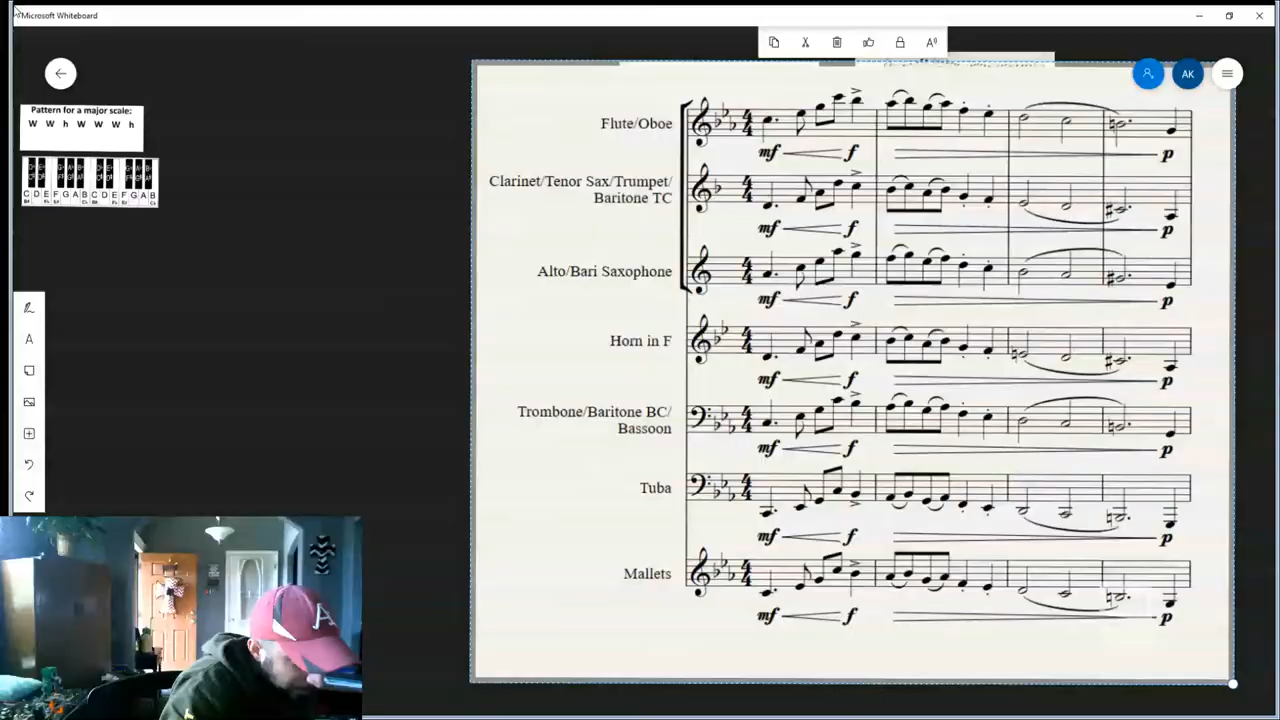 Microsoft Whiteboard
AK
Pattern for a major scale:
W W h W W W h
C D E F G A B C D E F G A B C
Flute/Oboe
mf f p
Clarinet/Tenor Sax/Trumpet/
Baritone TC
mf f p
Alto/Bari Saxophone
mf f p
Horn in F
mf f p
Trombone/Baritone BC/
Bassoon
mf f p
Tuba
mf f p
Mallets
mf f p
A